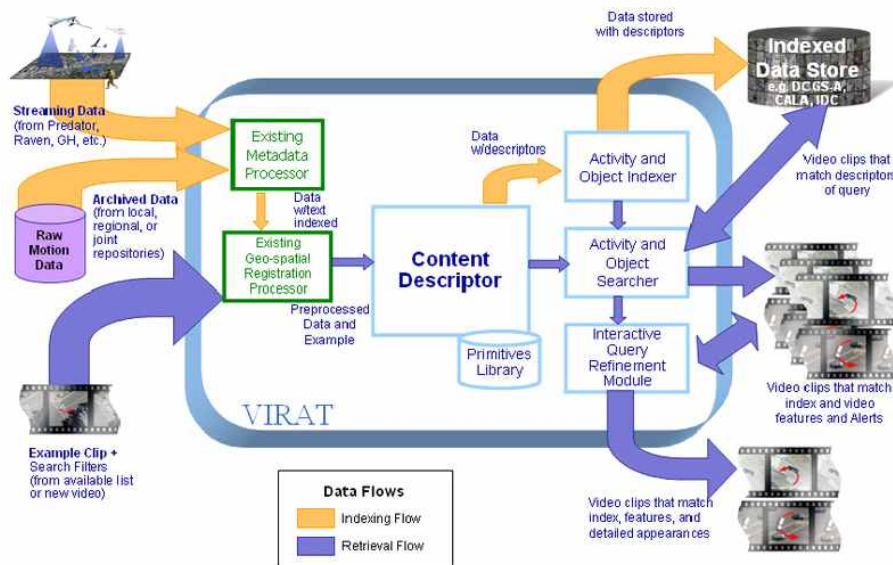 Data stored
with descriptors
Indexed
Data Store
e.g. DCGS-A,
CALA, IDC
Streaming Data
(from Predator,
Raven, GH, etc.)
Existing
Metadata
Processor
Data
w/descriptors
Activity and
Object Indexer
Video clips that
match descriptors
of query
Archived Data
(from local,
regional, or
joint
repositories)
Raw
Motion
Data
Data
w/text
indexed
Existing
Geo-spatial
Registration
Processor
Content
Descriptor
Activity and
Object
Searcher
Preprocessed
Data and
Example
Primitives
Library
Interactive
Query
Refinement
Module
Video clips that match
index and video
features and Alerts
VIRAT
Example Clip +
Search Filters
(from available list
or new video)
Data Flows
Indexing Flow
Retrieval Flow
Video clips that match
index, features, and
detailed appearances